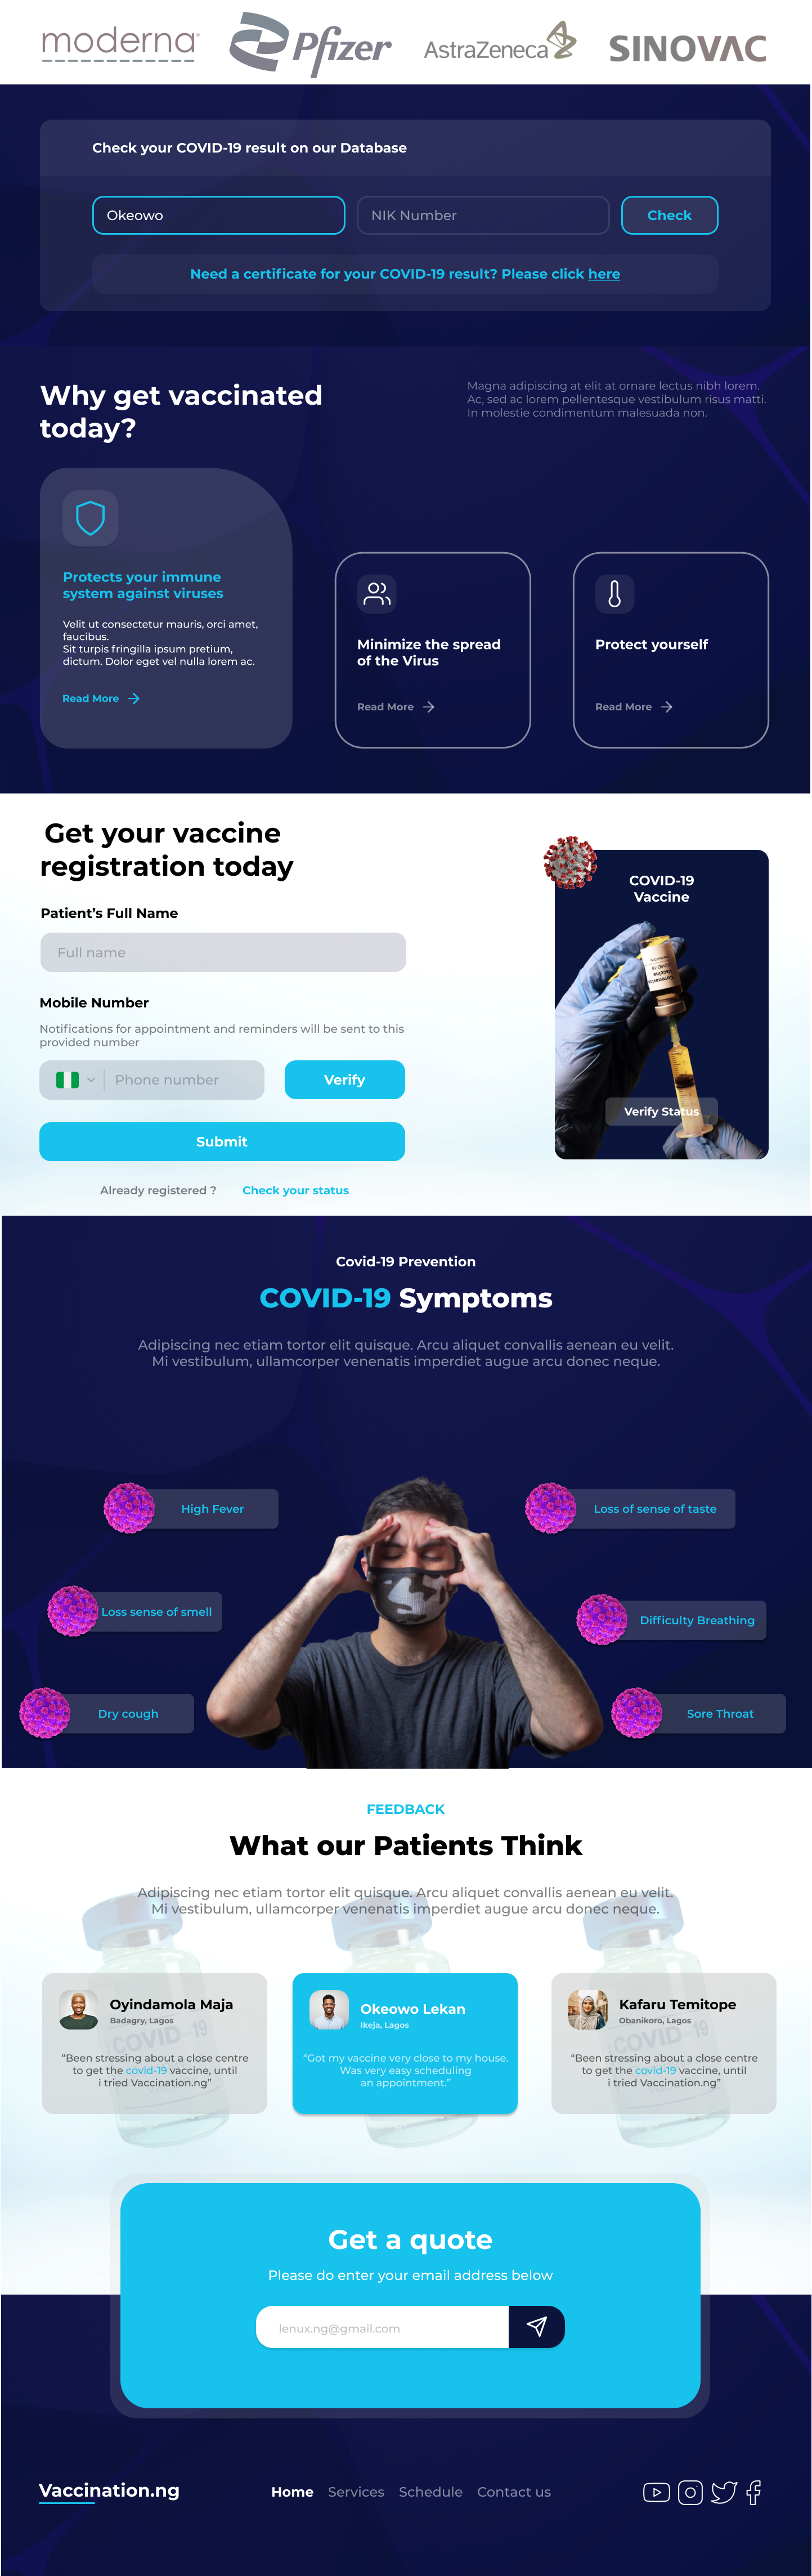 moderna
Pfizer
AstraZeneca
SINOVAC
Check your COVID-19 result on our Database
Okeowo
NIK Number
Check
Need a certificate for your COVID-19 result? Please click here
Why get vaccinated
today?
Magna adipiscing at elit at ornare lectus nibh lorem.
Ac, sed ac lorem pellentesque vestibulum risus matti.
In molestie condimentum malesuada non.
Protects your immune
system against viruses
Velit ut consectetur mauris, orci amet,
faucibus.
Sit turpis fringilla ipsum pretium,
dictum. Dolor eget vel nulla lorem ac.
Read More
Minimize the spread
of the Virus
Read More
Protect yourself
Read More
Get your vaccine
registration today
Patient’s Full Name
Full name
Mobile Number
Notifications for appointment and reminders will be sent to this
provided number
Phone number
Verify
Submit
Already registered ?
Check your status
COVID-19
Vaccine
Verify Status
Covid-19 Prevention
COVID-19 Symptoms
Adipiscing nec etiam tortor elit quisque. Arcu aliquet convallis aenean eu velit.
Mi vestibulum, ullamcorper venenatis imperdiet augue arcu donec neque.
High Fever
Loss of sense of taste
Loss sense of smell
Difficulty Breathing
Dry cough
Sore Throat
FEEDBACK
What our Patients Think
Adipiscing nec etiam tortor elit quisque. Arcu aliquet convallis aenean eu velit.
Mi vestibulum, ullamcorper venenatis imperdiet augue arcu donec neque.
Oyindamola Maja
Badagry, Lagos
COVID -19
“Been stressing about a close centre
to get the covid-19 vaccine, until
i tried Vaccination.ng”
Okeowo Lekan
Ikeja, Lagos
“Got my vaccine very close to my house.
Was very easy scheduling
an appointment.”
Kafaru Temitope
Obanikoro, Lagos
COVID -19
“Been stressing about a close centre
to get the covid-19 vaccine, until
i tried Vaccination.ng”
Get a quote
Please do enter your email address below
lenux.ng@gmail.com
Vaccination.ng
Home
Services
Schedule
Contact us